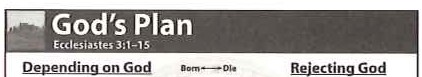 God's Plan
Ecclesiastes 3:1–15
Depending on God Born↔Die Rejecting God